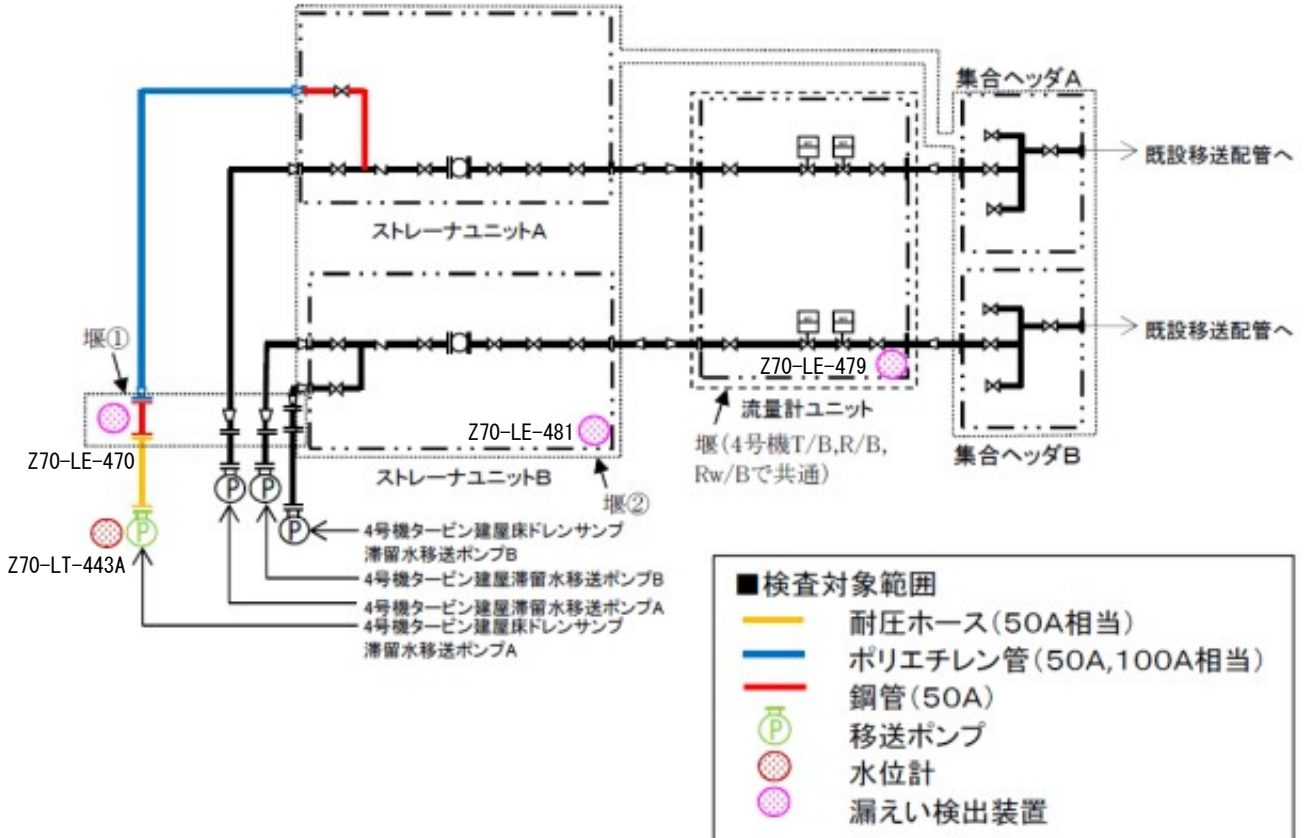 集合ヘッダA
既設移送配管へ
ストレーナユニットA
堰①
既設移送配管へ
Z70-LE-479
流量計ユニット
Z70-LE-481
堰(4号機T/B,R/B,
Rw/Bで共通)
集合ヘッダB
Z70-LE-470
ストレーナユニットB
堰②
P
P
P
P
Z70-LT-443A
4号機タービン建屋床ドレンサンプ
滞留水移送ポンプB
4号機タービン建屋滞留水移送ポンプB
4号機タービン建屋滞留水移送ポンプA
4号機タービン建屋床ドレンサンプ
滞留水移送ポンプA
■検査対象範囲
耐圧ホース(50A相当)
ポリエチレン管(50A,100A相当)
鋼管(50A)
P
移送ポンプ
水位計
漏えい検出装置